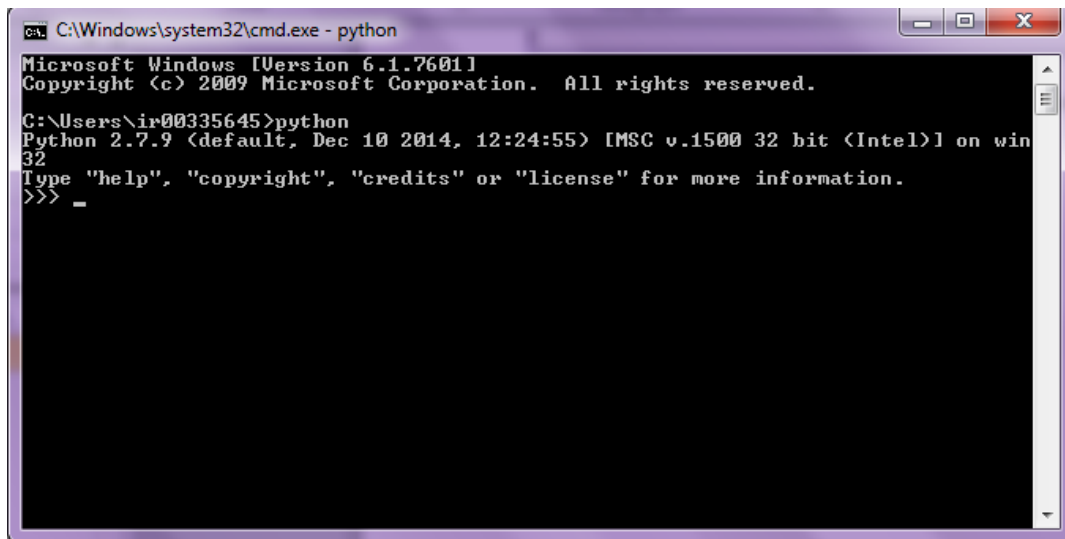 C:\Windows\system32\cmd.exe - python
Microsoft Windows [Version 6.1.7601]
Copyright (c) 2009 Microsoft Corporation.  All rights reserved.
C:\Users\ir00335645>python
Python 2.7.9 (default, Dec 10 2014, 12:24:55) [MSC v.1500 32 bit (Intel)] on win
32
Type "help", "copyright", "credits" or "license" for more information.
>>> _